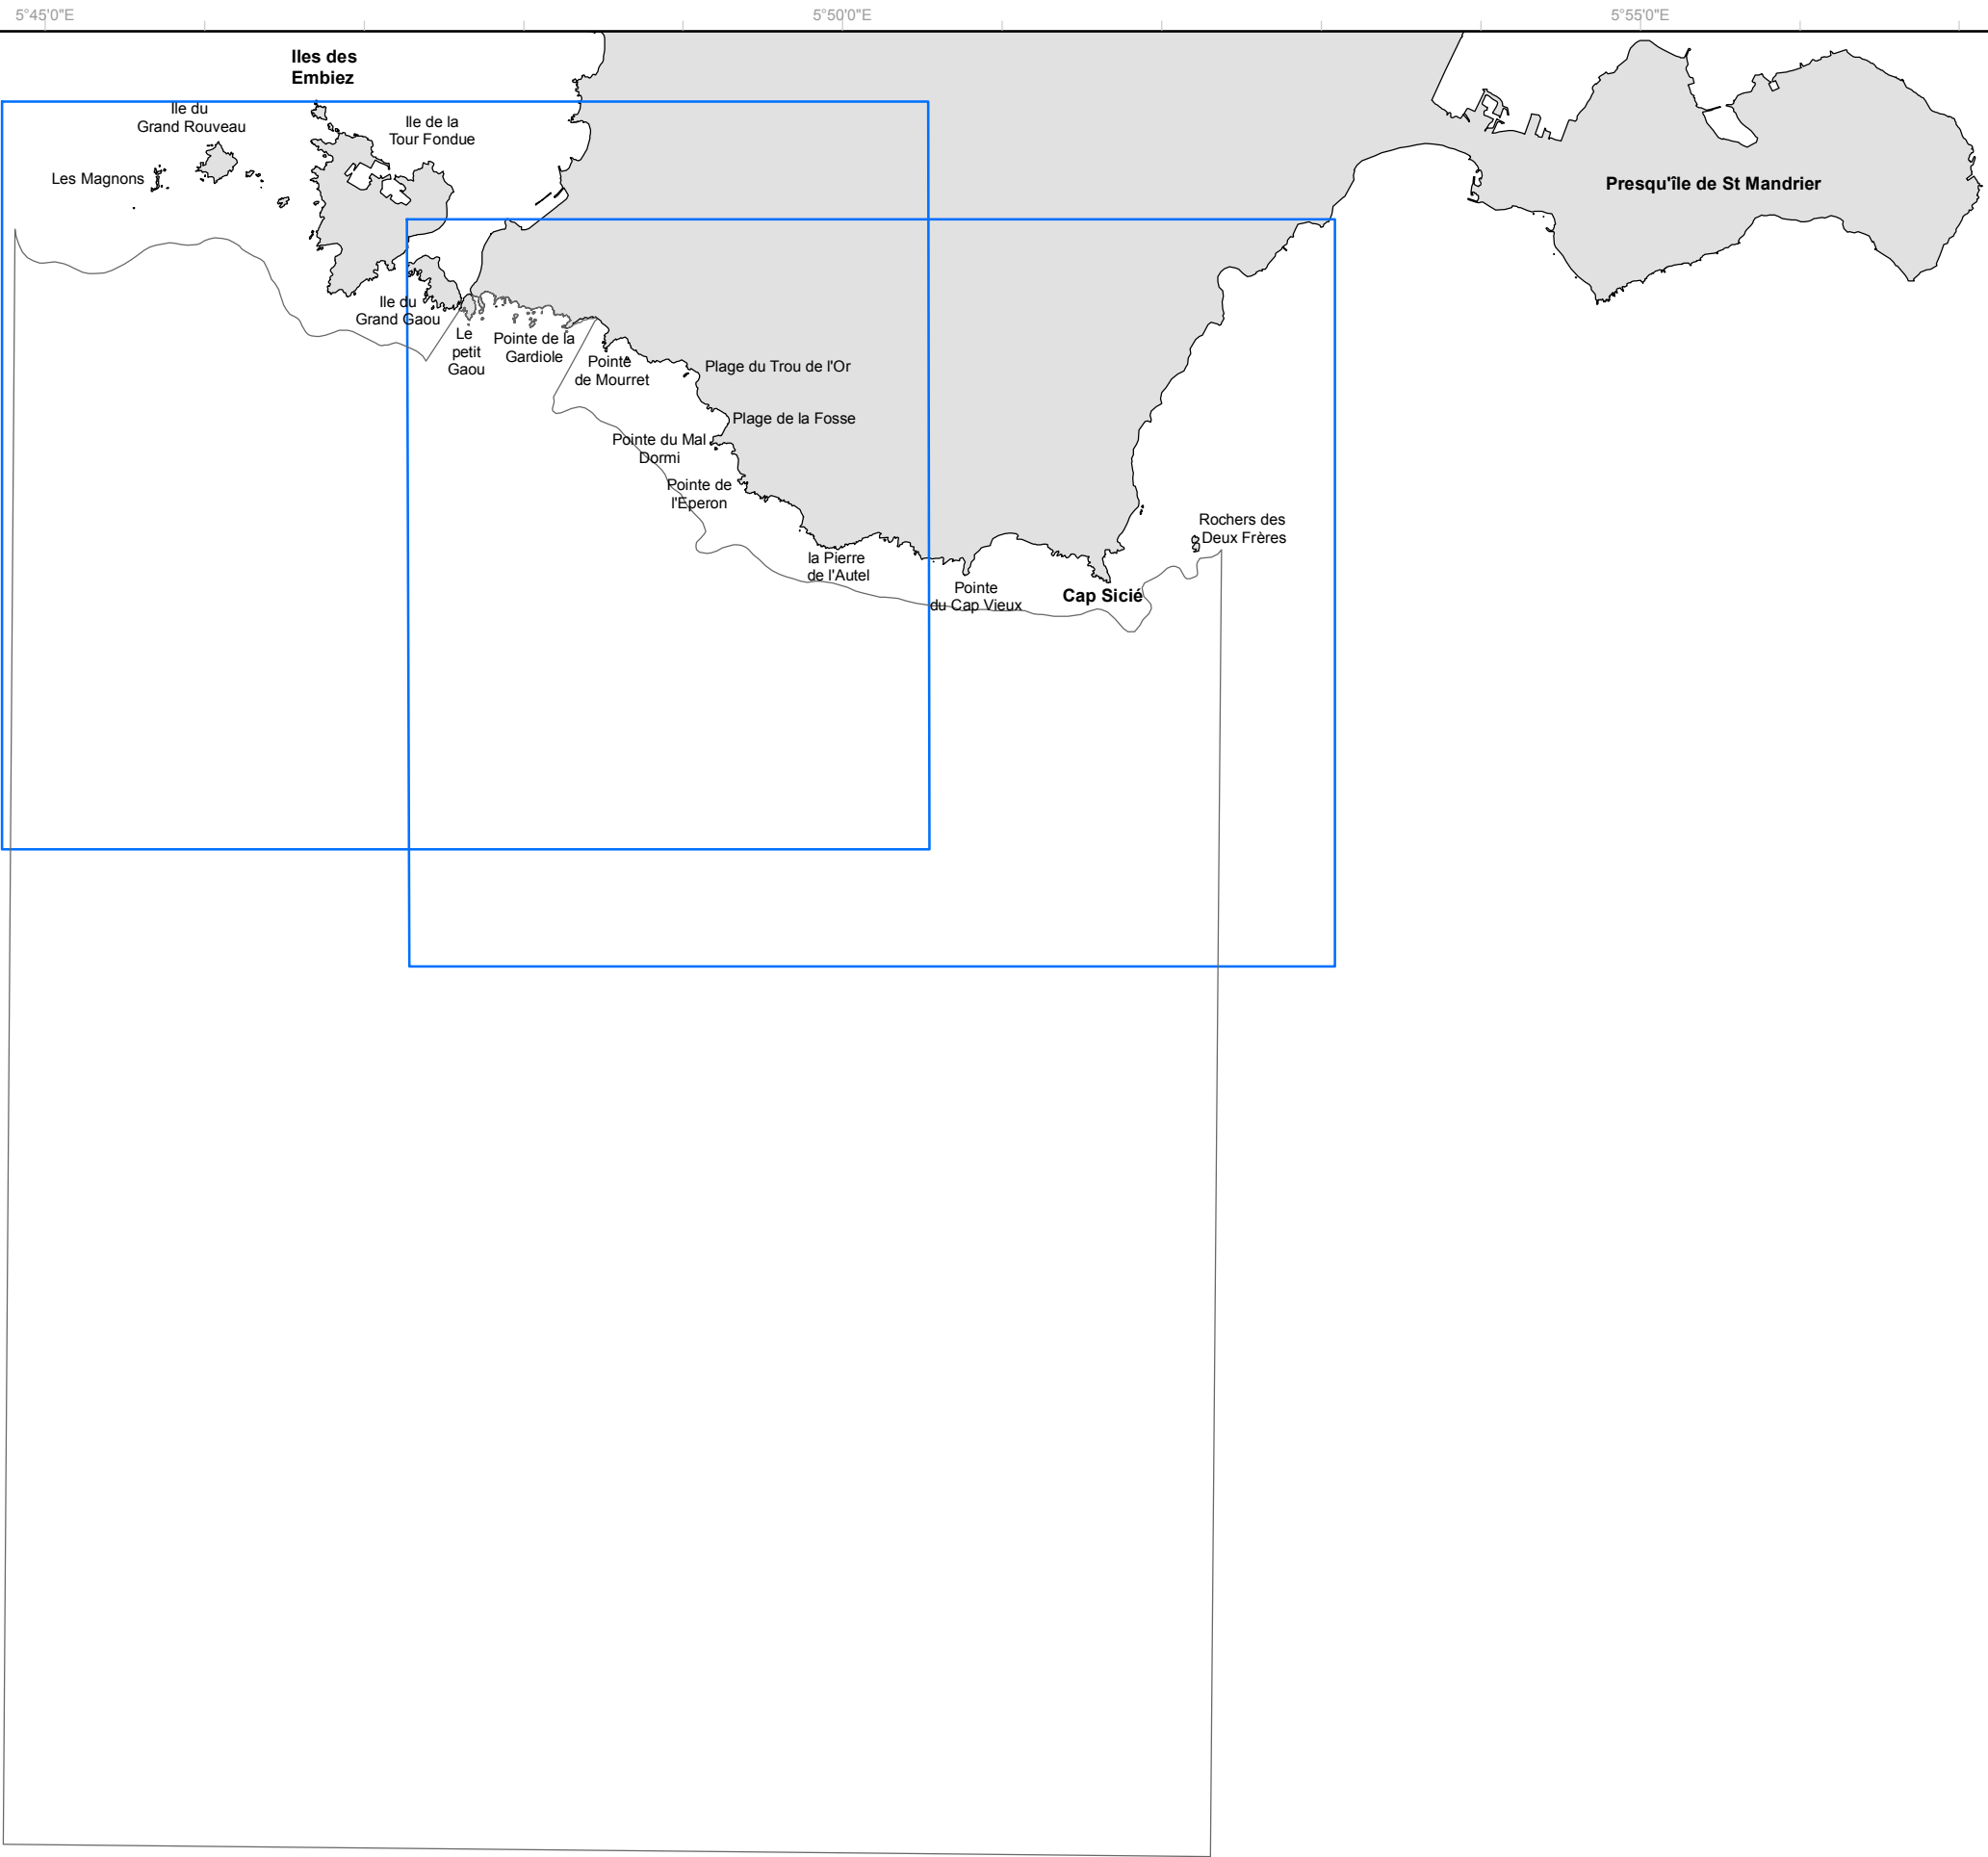 5°45'0"E
5°50'0"E
5°55'0"E
Iles des
Embiez
Ile du
Grand Rouveau
Ile de la
Tour Fondue
Les Magnons
Presqu'île de St Mandrier
Ile du
Grand Gaou
Le
petit
Gaou
Pointe de la
Gardiole
Pointe
de Mourret
Plage du Trou de l'Or
Plage de la Fosse
Pointe du Mal
Dormi
Pointe de
l'Eperon
Rochers des
Deux Frères
la Pierre
de l'Autel
Pointe
du Cap Vieux
Cap Sicié